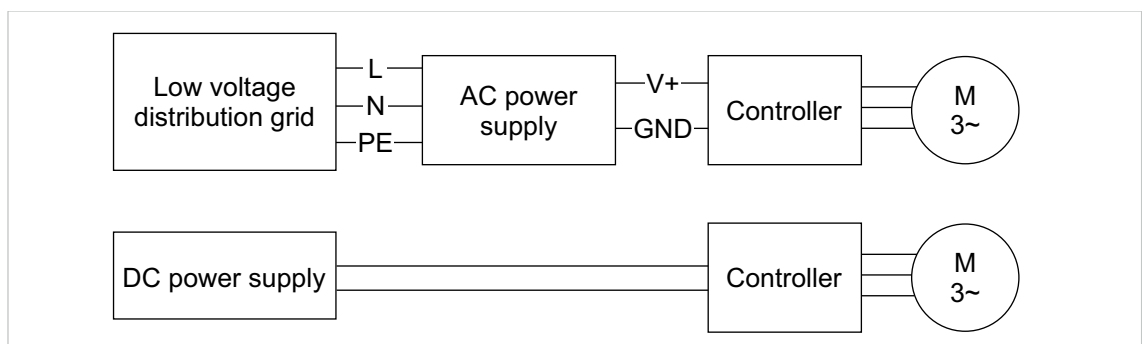 Low voltage
distribution grid
L
N
PE
AC power
supply
V+
GND
Controller
M
3~
DC power supply
Controller
M
3~